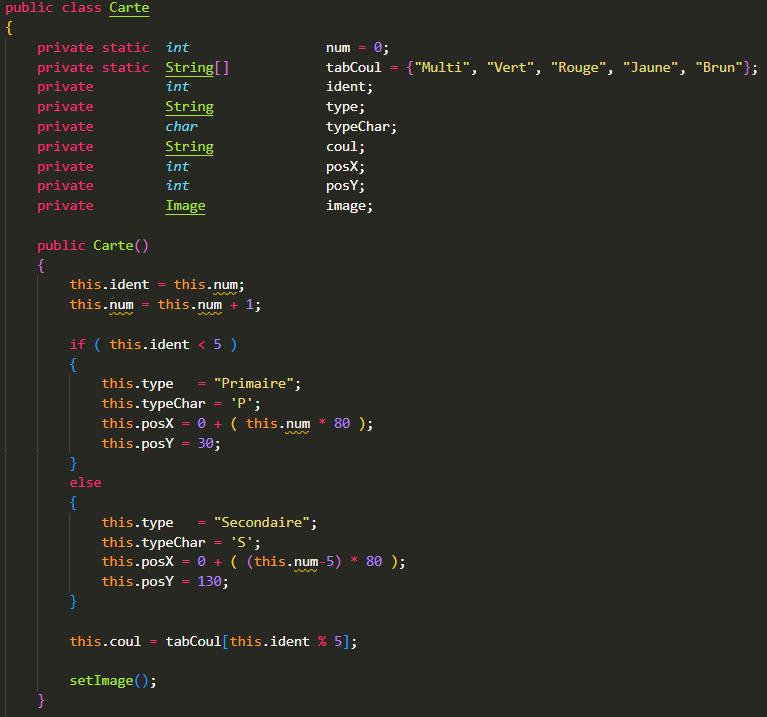 public class Carte
{
    private static  int                 num = 0;
    private static  String[]            tabCoul = {"Multi", "Vert", "Rouge", "Jaune", "Brun"};
    private         int                 ident;
    private         String              type;
    private         char                typeChar;
    private         String              coul;
    private         int                 posX;
    private         int                 posY;
    private         Image               image;

    public Carte()
    {
        this.ident = this.num;
        this.num = this.num + 1;

        if ( this.ident < 5 )
        {
            this.type   = "Primaire";
            this.typeChar = 'P';
            this.posX = 0 + ( this.num * 80 );
            this.posY = 30;
        }
        else
        {
            this.type   = "Secondaire";
            this.typeChar = 'S';
            this.posX = 0 + ( (this.num-5) * 80 );
            this.posY = 130;
        }

        this.coul = tabCoul[this.ident % 5];

        setImage();
    }